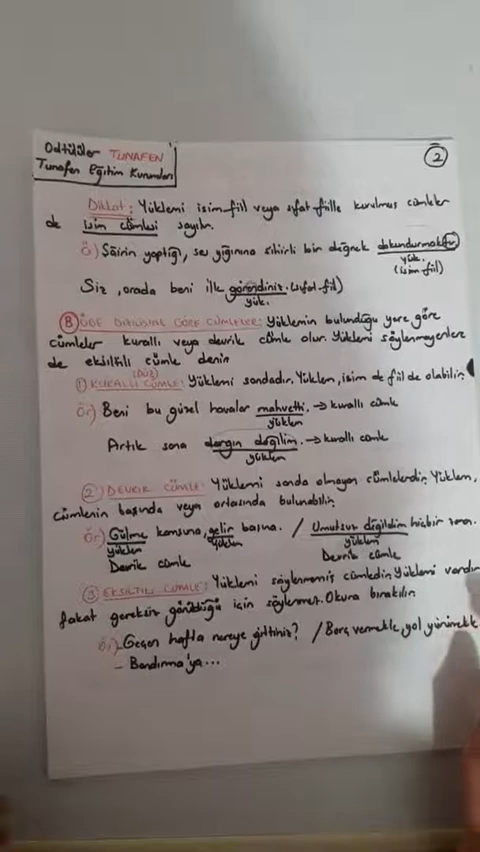 Odtülüler TUNAFEN
Tunafen Eğitim Kurumları
2
Dikkat: Yüklemi isim-fiil veya sıfat-fiille kurulmuş cümleler
de isim cümlesi sayılır.
Ö) Şairin yaptığı, ses yığınına sihirli bir değnek dokundurmaktır
yük.
(isim fiil)
Siz, orada beni ilk görendiniz. (sıfat-fiil)
yük.
B) ÖGE DİZİLİŞİNE GÖRE CÜMLELER: Yüklemin bulunduğu yere göre
cümleler kurallı veya devrik cümle olur. Yüklemi söylenmeyenlere
de eksiltili cümle denir
(DÜZ)
1) KURALLI CÜMLE: Yüklemi sondadır. Yüklem, isim de fiil de olabilir.
Ör) Beni bu güzel havalar mahvetti. → kurallı cümle
yüklem
Artık sana dargın değilim. → kurallı cümle
yüklem
2) DEVRİK CÜMLE: Yüklemi sonda olmayan cümlelerdir. Yüklem,
cümlenin başında veya ortasında bulunabilir.
Ör) Gülme komşuna, gelir başına. / Umutsuz değildim hiçbir zaman.
yüklem yüklem yüklem
Devrik cümle Devrik cümle
3) EKSİLTİLİ CÜMLE: Yüklemi söylenmemiş cümledir. Yüklemi vardır
fakat gereksiz görüldüğü için söylenmez. Okura bırakılır.
Ör) Geçen hafta nereye gittiniz? / Borç vermekle, yol yürümekle
- Bandırma'ya...